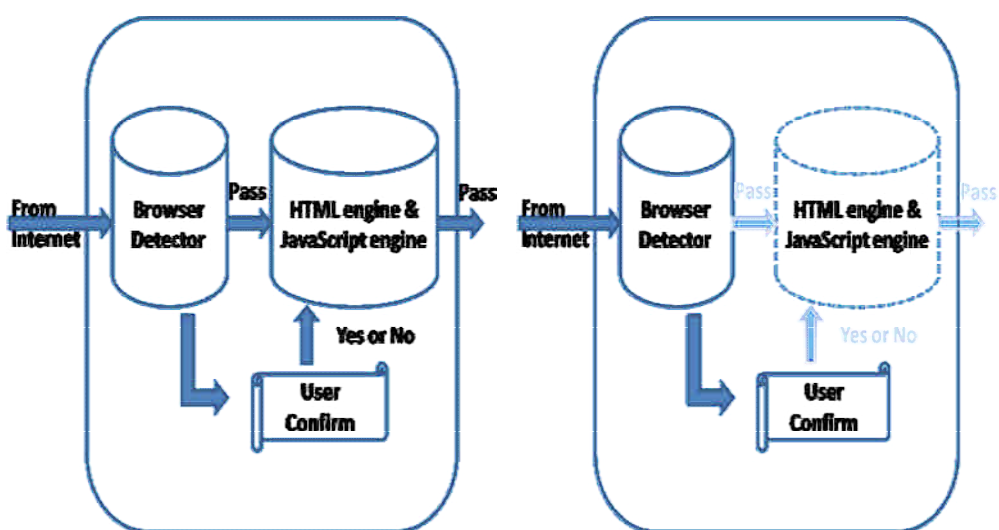 From
Internet
Browser
Detector
Pass
HTML engine &
JavaScript engine
Pass
Yes or No
User
Confirm
From
Internet
Browser
Detector
Pass
HTML engine &
JavaScript engine
Pass
Yes or No
User
Confirm